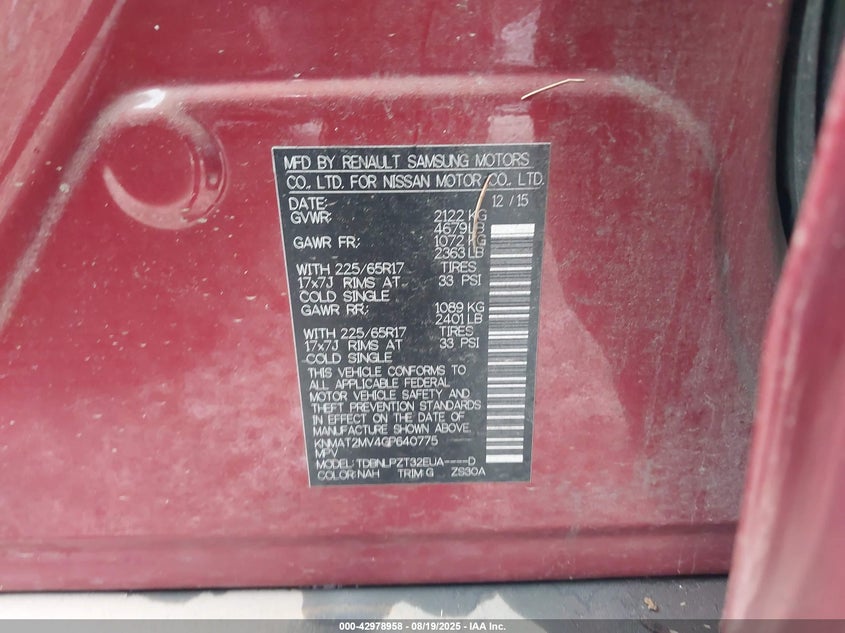 MFD BY RENAULT SAMSUNG MOTORS
CO., LTD. FOR NISSAN MOTOR CO., LTD.
DATE: 12 / 15
GVWR: 2122 KG
4679 LB
GAWR FR: 1072 KG
2363 LB
WITH 225/65R17 TIRES
17x7J RIMS AT 33 PSI
COLD SINGLE
GAWR RR: 1089 KG
2401 LB
WITH 225/65R17 TIRES
17x7J RIMS AT 33 PSI
COLD SINGLE
THIS VEHICLE CONFORMS TO
ALL APPLICABLE FEDERAL
MOTOR VEHICLE SAFETY AND
THEFT PREVENTION STANDARDS
IN EFFECT ON THE DATE OF
MANUFACTURE SHOWN ABOVE.
KNMAT2MV4GP640775
MPV
MODEL: TDBNLPZT32EUA----D
COLOR: NAH TRIM: G ZS30A
000-42978958 - 08/19/2025 - IAA Inc.